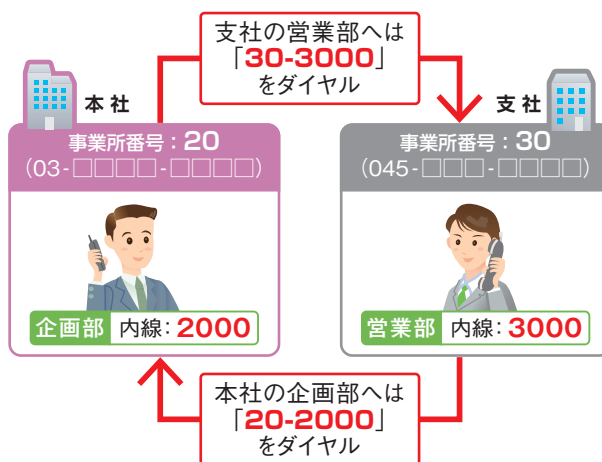 支社の営業部へは
「30-3000」
をダイヤル
本社
支社
事業所番号：20
（03-□□□□-□□□□）
事業所番号：30
（045-□□□-□□□□）
企画部 内線：2000
営業部 内線：3000
本社の企画部へは
「20-2000」
をダイヤル